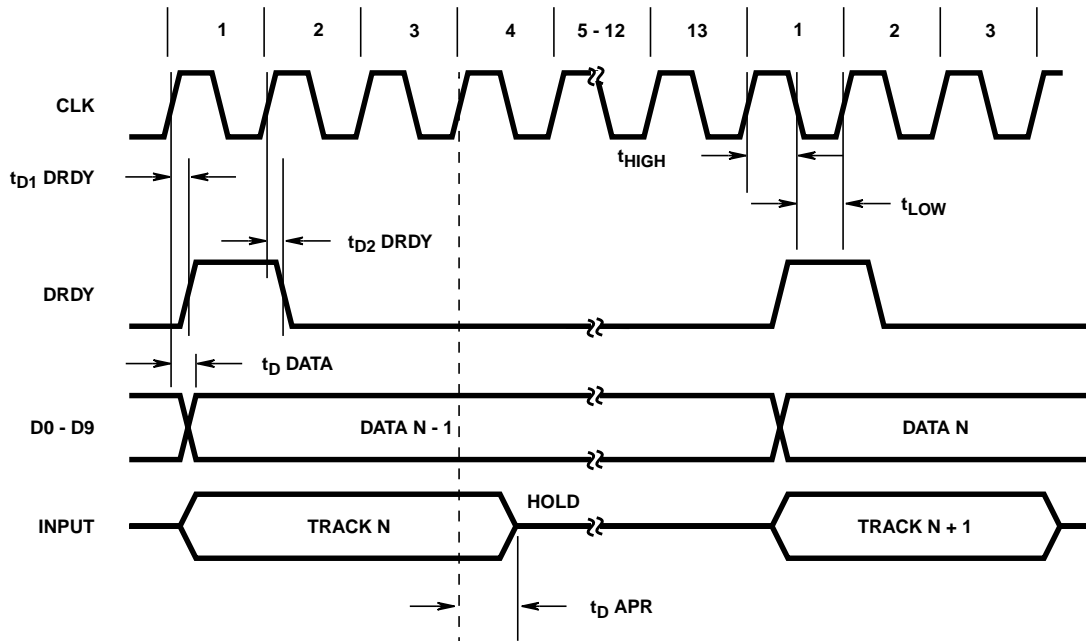 1 2 3 4 5 - 12 13 1 2 3
CLK
tHIGH
tD1 DRDY
tLOW
tD2 DRDY
DRDY
tD DATA
D0 - D9 DATA N - 1 DATA N
HOLD
INPUT TRACK N TRACK N + 1
tD APR